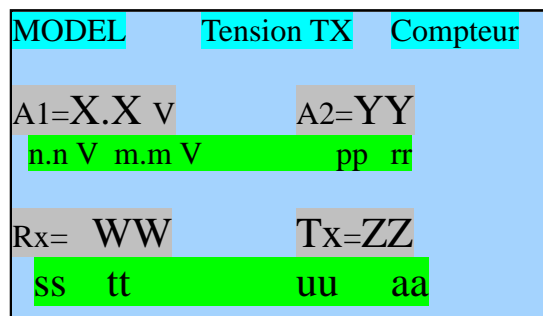 MODEL Tension TX Compteur
A1=X.X V A2=YY
n.n V m.m V pp rr
Rx= WW Tx=ZZ
ss tt uu aa